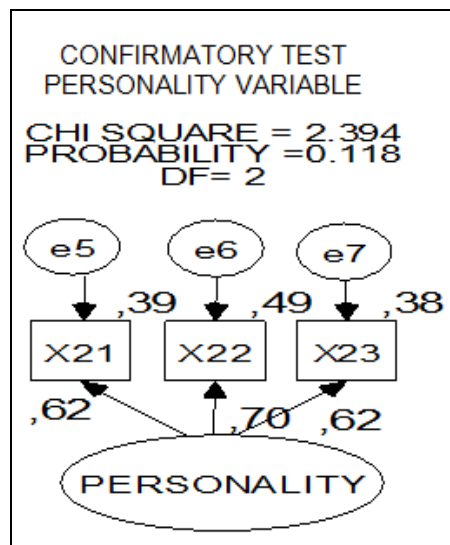 CONFIRMATORY TEST
PERSONALITY VARIABLE
CHI SQUARE = 2.394
PROBABILITY =0.118
DF= 2
e5 e6 e7
,39 ,49 ,38
X21 X22 X23
,62 ,70 ,62
PERSONALITY